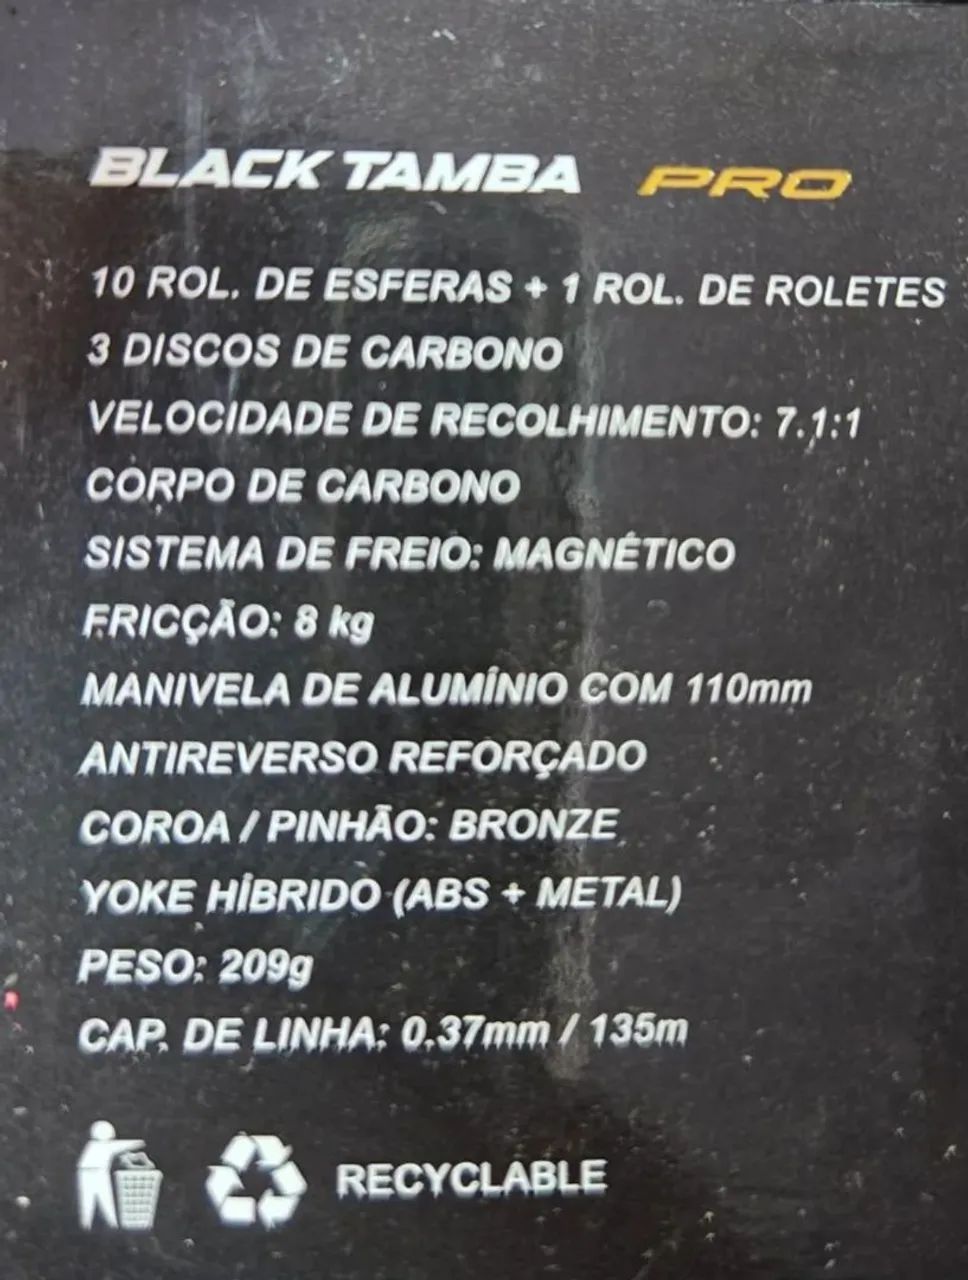 BLACK TAMBA PRO
10 ROL. DE ESFERAS + 1 ROL. DE ROLETES
3 DISCOS DE CARBONO
VELOCIDADE DE RECOLHIMENTO: 7.1:1
CORPO DE CARBONO
SISTEMA DE FREIO: MAGNÉTICO
FRICÇÃO: 8 kg
MANIVELA DE ALUMÍNIO COM 110mm
ANTIREVERSO REFORÇADO
COROA / PINHÃO: BRONZE
YOKE HÍBRIDO (ABS + METAL)
PESO: 209g
CAP. DE LINHA: 0.37mm / 135m
RECYCLABLE